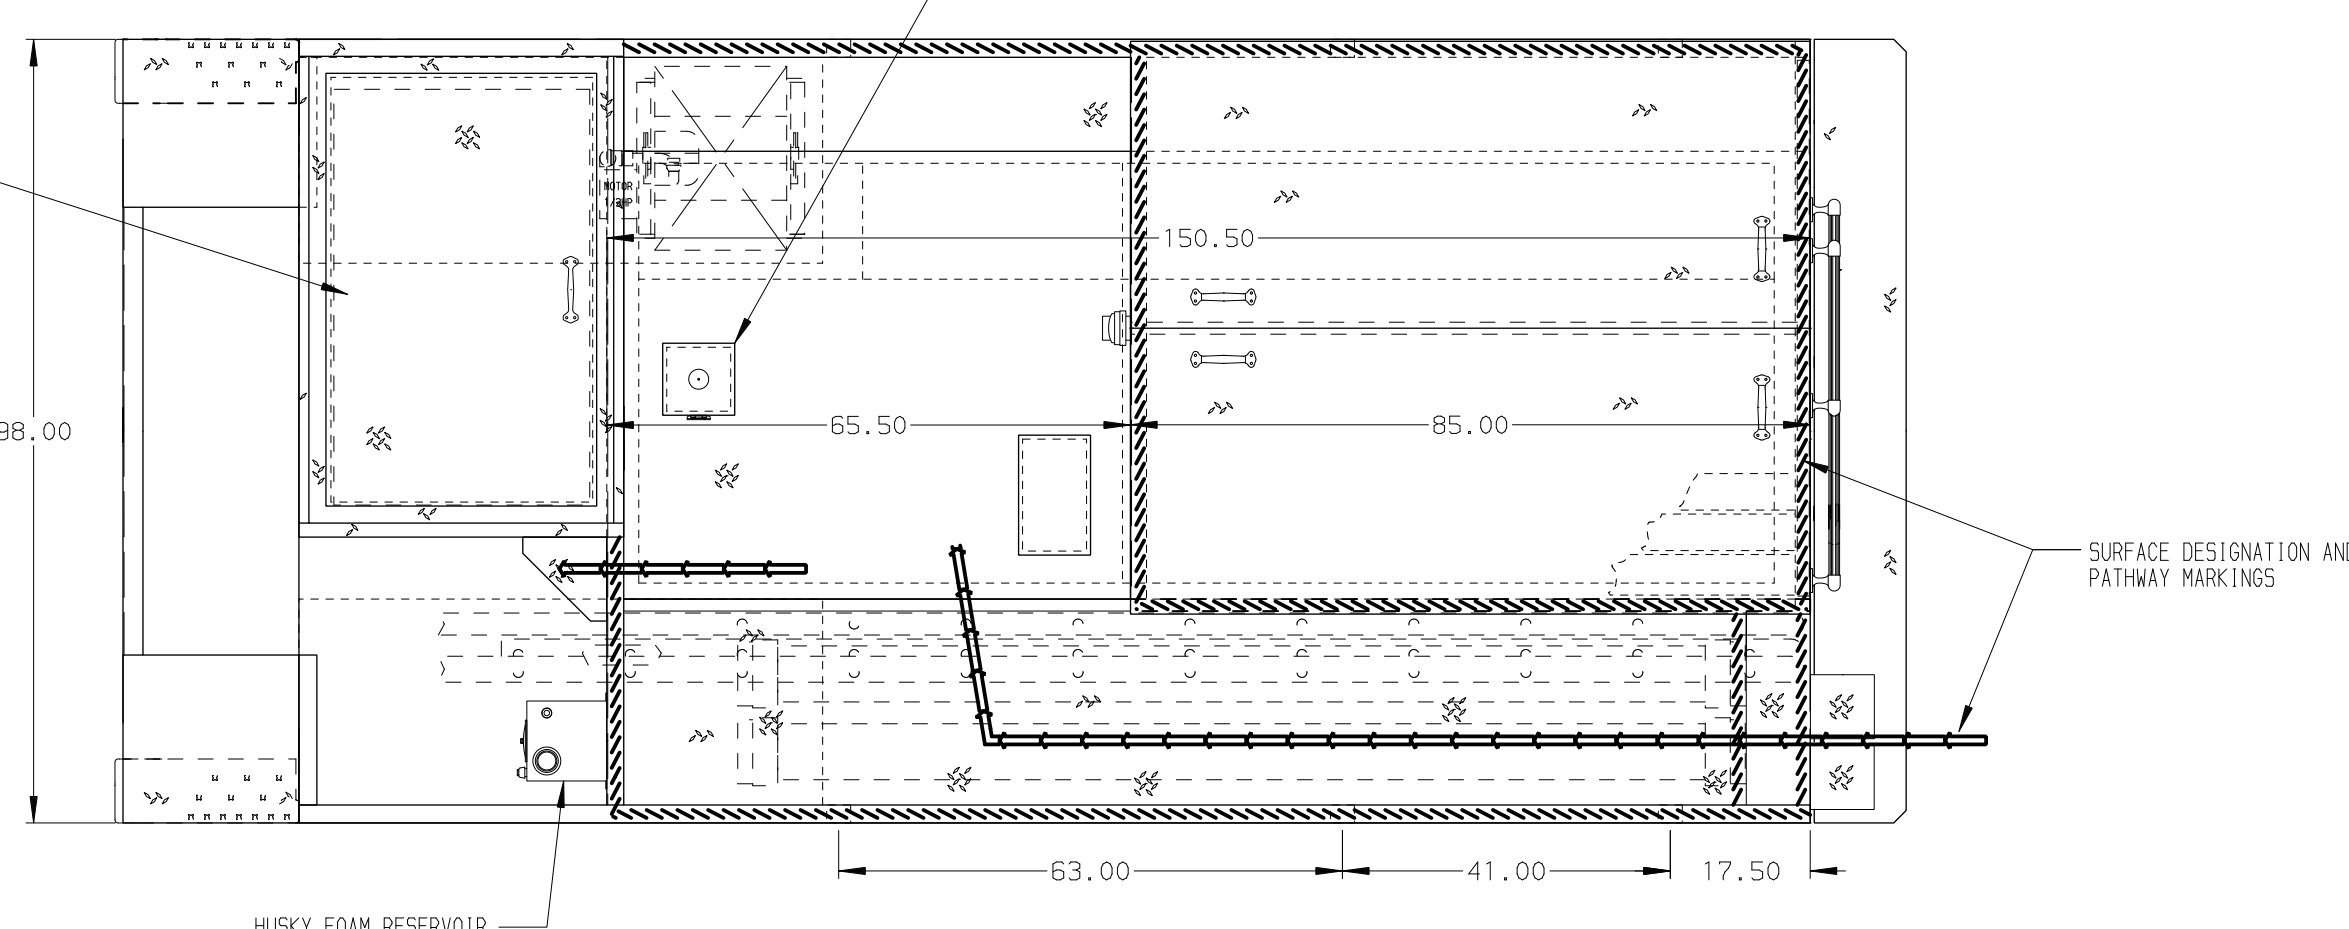 MOTOR
1/3HP
150.50
98.00
65.50
85.00
SURFACE DESIGNATION AND
PATHWAY MARKINGS
63.00
41.00
17.50
HUSKY FOAM RESERVOIR